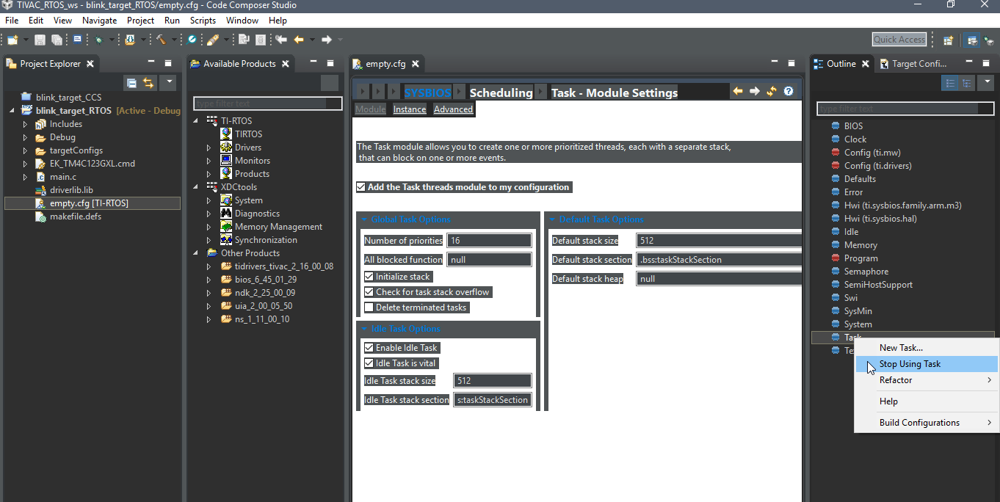 TIVAC_RTOS_ws - blink_target_RTOS/empty.cfg - Code Composer Studio
File Edit View Navigate Project Run Scripts Window Help
Quick Access
Project Explorer
blink_target_CCS
blink_target_RTOS [Active - Debug
Includes
Debug
targetConfigs
EK_TM4C123GXL.cmd
main.c
driverlib.lib
empty.cfg [TI-RTOS]
makefile.defs
Available Products
type filter text
TI-RTOS
TIRTOS
Drivers
Monitors
Products
XDCtools
System
Diagnostics
Memory Management
Synchronization
Other Products
tidrivers_tivac_2_16_00_08
bios_6_45_01_29
ndk_2_25_00_09
uia_2_00_05_50
ns_1_11_00_10
empty.cfg
SYSBIOS Scheduling Task - Module Settings
Module Instance Advanced
The Task module allows you to create one or more prioritized threads, each with a separate stack,
that can block on one or more events.
Add the Task threads module to my configuration
Global Task Options
Number of priorities 16
All blocked function null
Initialize stack
Check for task stack overflow
Delete terminated tasks
Idle Task Options
Enable Idle Task
Idle Task is vital
Idle Task stack size 512
Idle Task stack section s:taskStackSection
Default Task Options
Default stack size 512
Default stack section .bss:taskStackSection
Default stack heap null
Outline
Target Confi...
type filter text
BIOS
Clock
Config (ti.mw)
Config (ti.drivers)
Defaults
Error
Hwi (ti.sysbios.family.arm.m3)
Hwi (ti.sysbios.hal)
Idle
Memory
Program
Semaphore
SemiHostSupport
Swi
SysMin
System
Task
Te
New Task...
Stop Using Task
Refactor
Help
Build Configurations